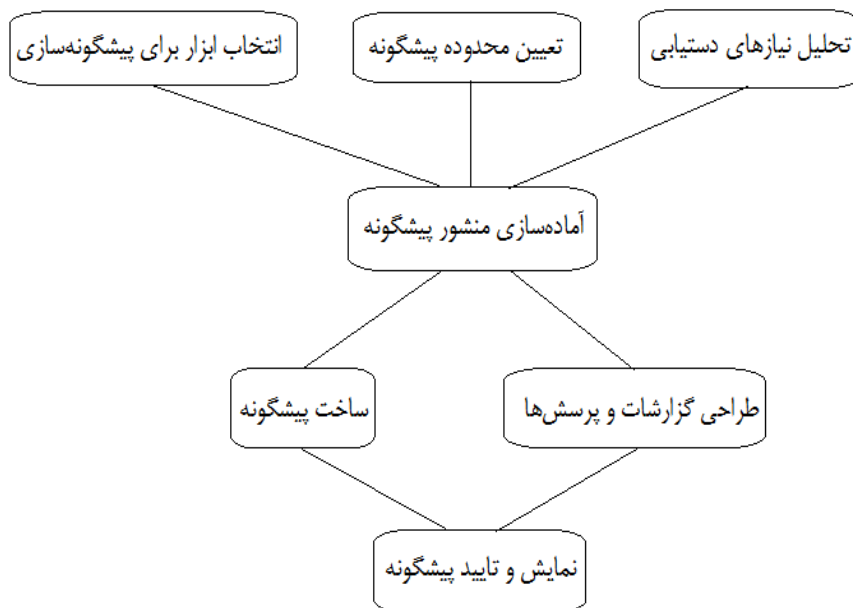 تحلیل نیازهای دستیابی
تعیین محدوده پیشگونه
انتخاب ابزار برای پیشگونه‌سازی
آماده‌سازی منشور پیشگونه
طراحی گزارشات و پرسش‌ها
ساخت پیشگونه
نمایش و تایید پیشگونه